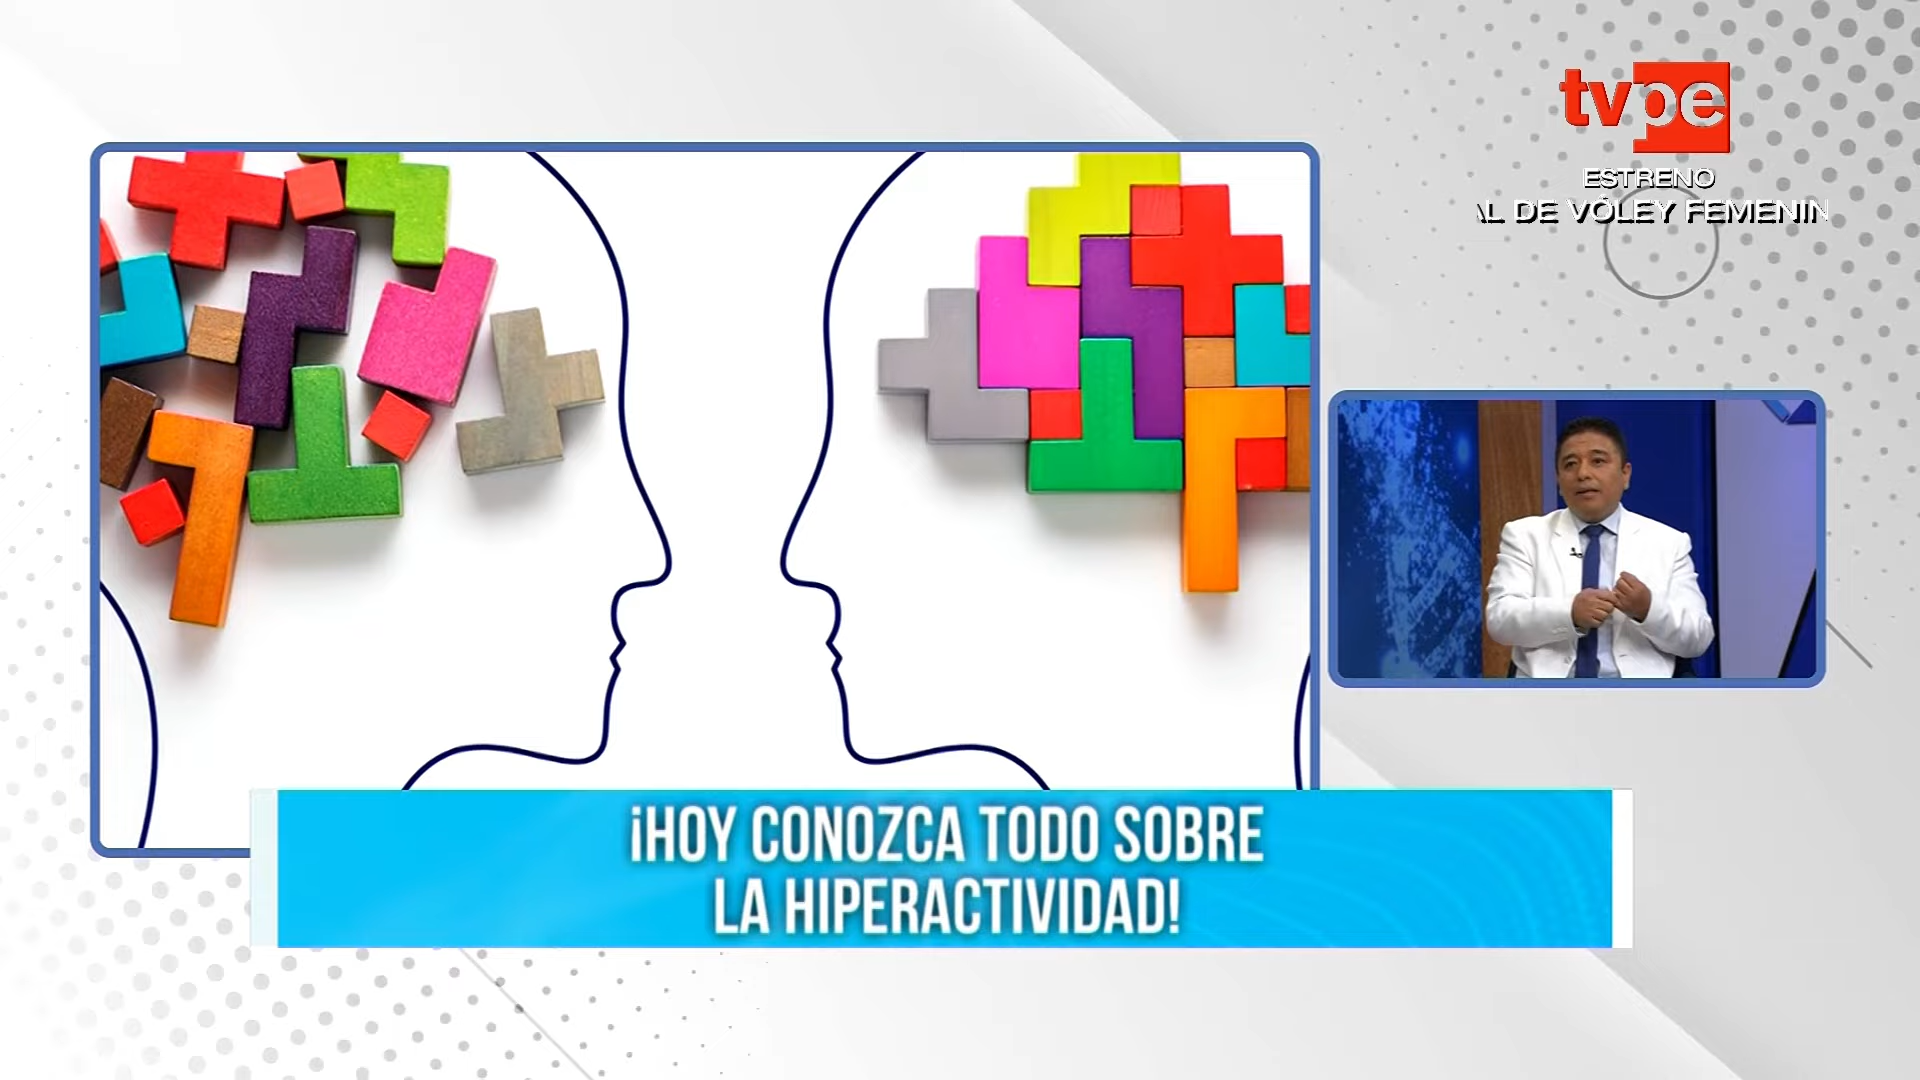 tvpe
ESTRENO
DE VÓLEY FEMENIN
¡HOY CONOZCA TODO SOBRE
LA HIPERACTIVIDAD!